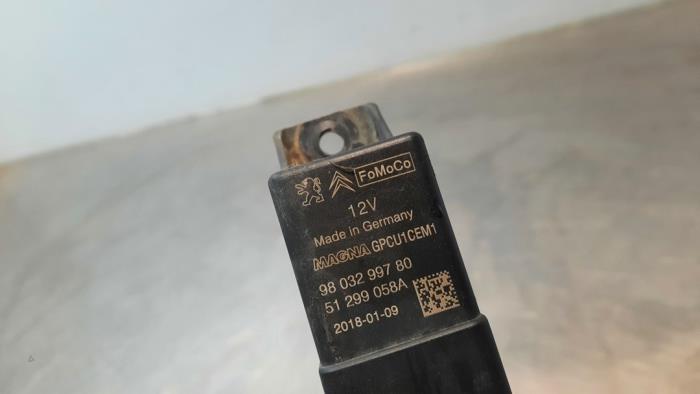 FoMoCo
12V
Made in Germany
MAGNA GPCU1CEM1
98 032 997 80
51 299 058A
2018-01-09